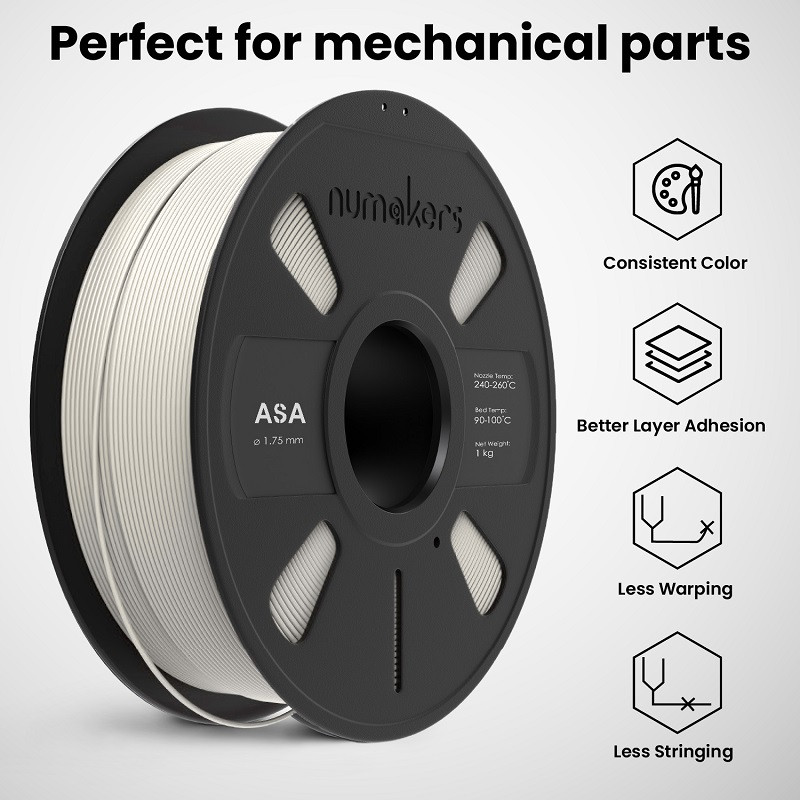 Perfect for mechanical parts
numakers
Consistent Color
Better Layer Adhesion
Nozzle Temp:
240-260°C
ASA
⌀ 1.75 mm
Bed Temp:
90-100°C
Net Weight:
1 kg
Less Warping
Less Stringing